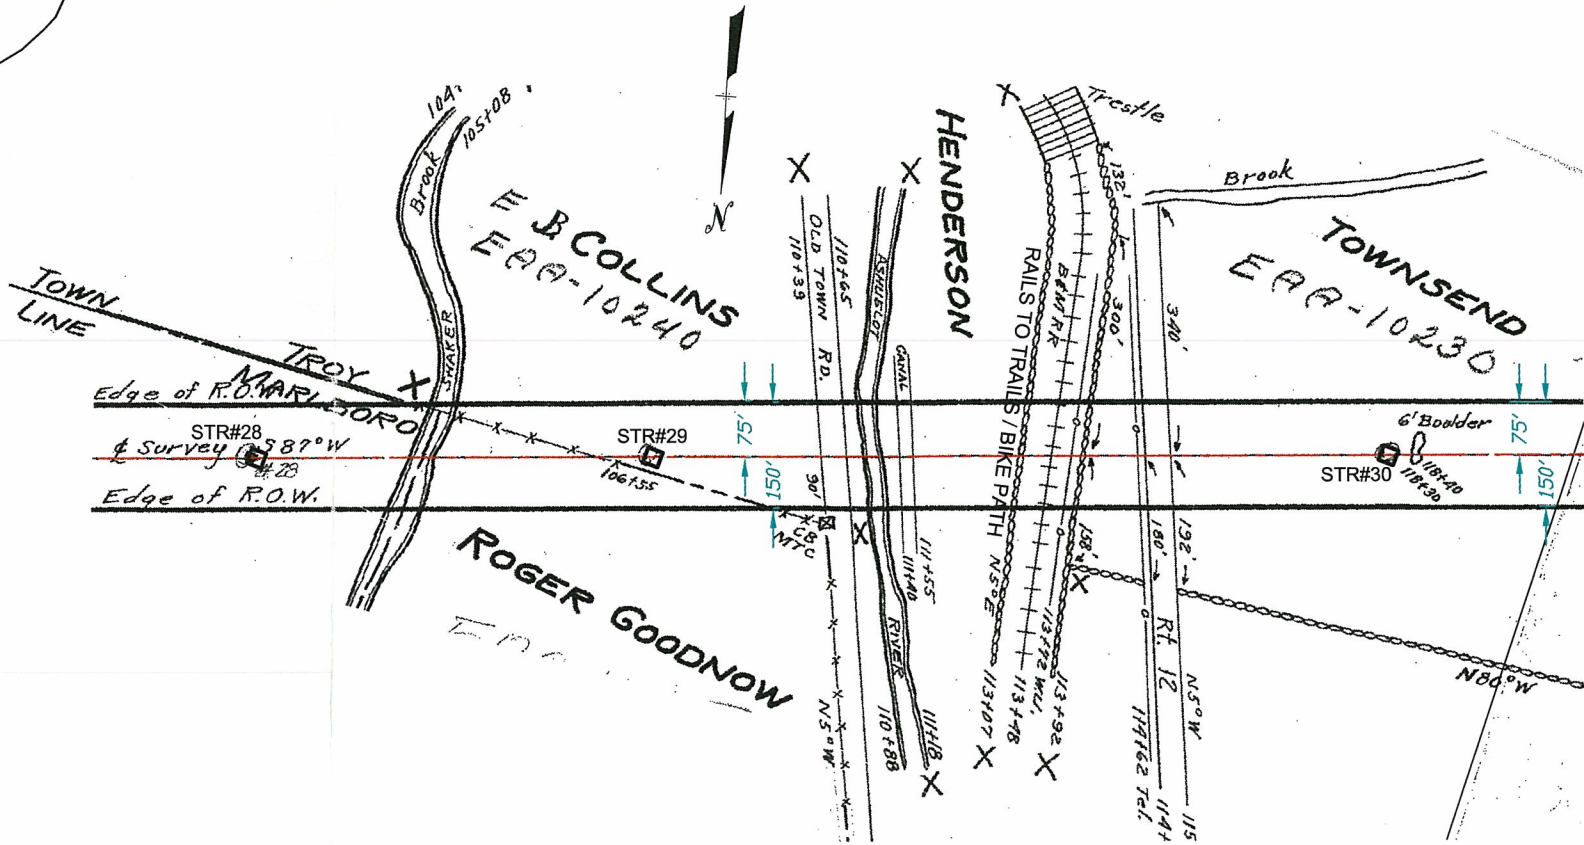 104.
105+08
Brook
E B COLLINS
EAA-10240
N
HENDERSON
Trestle
132'
Brook
TOWNSEND
EAA-10230
TOWN
LINE
TROY
MARLBORO
SHAKER
OLD TOWN RD.
110+39
110+65
ASHUELOT
RIVER
CANAL
RAILS TO TRAILS / BIKE PATH
B&M RR
300'
340'
Edge of R.O.W.
75'
150'
STR#28
℄ Survey S87°W
#28
STR#29
106+55
Edge of R.O.W.
90'
CB
MTC
6' Boulder
STR#30
118+40
118+30
75'
150'
ROGER GOODNOW
N5°W
111+55
111+40
110+88
111+18
N5°E
113+07
113+48
113+72 W.U.
113+92
158'
180'
192'
Rt. 12
N5°W
114+62 Tel.
114+
115
N80°W